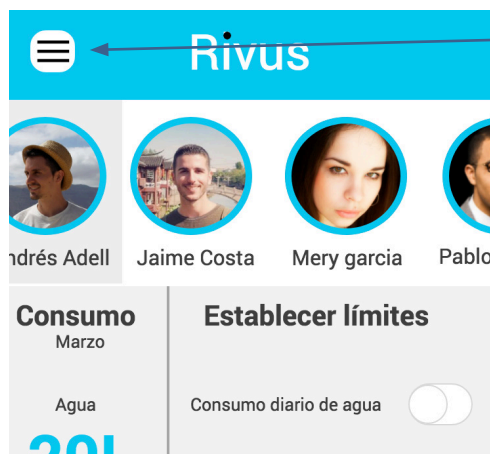 Rivus
ndrés Adell
Jaime Costa
Mery garcia
Pablo
Consumo
Marzo
Establecer límites
Agua
Consumo diario de agua